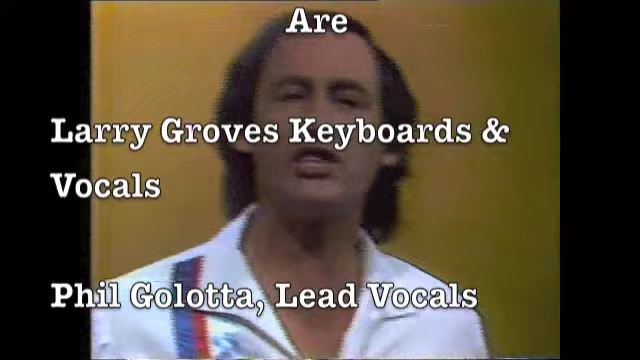 Are
Larry Groves Keyboards &
Vocals
Phil Golotta, Lead Vocals